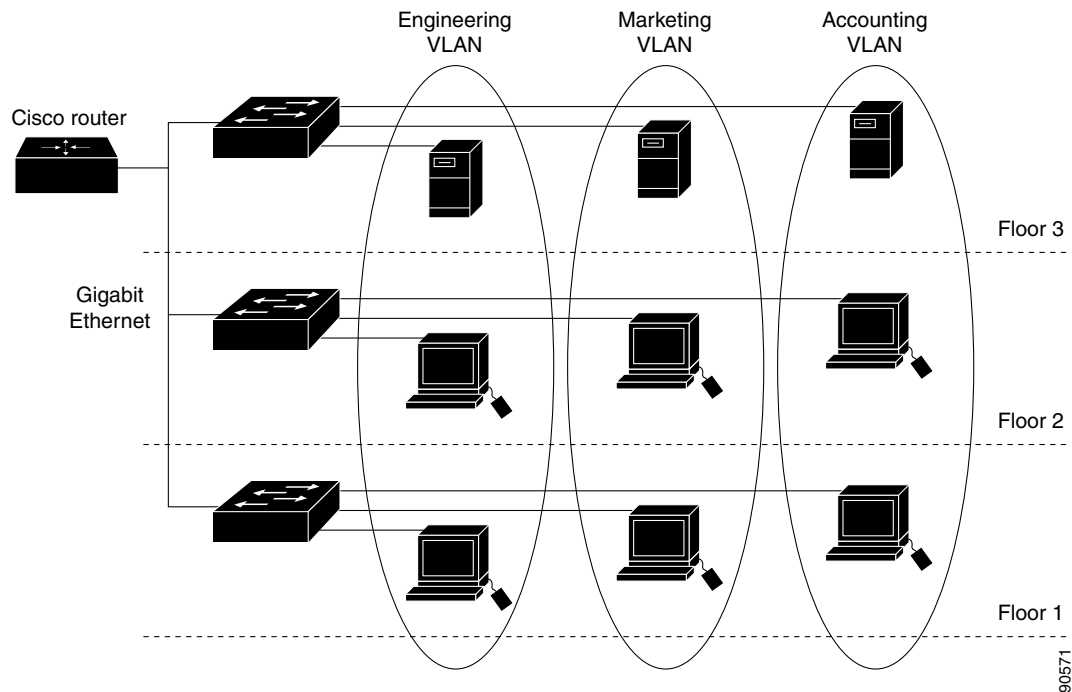 Engineering
VLAN
Marketing
VLAN
Accounting
VLAN
Cisco router
Floor 3
Gigabit
Ethernet
Floor 2
Floor 1
90571